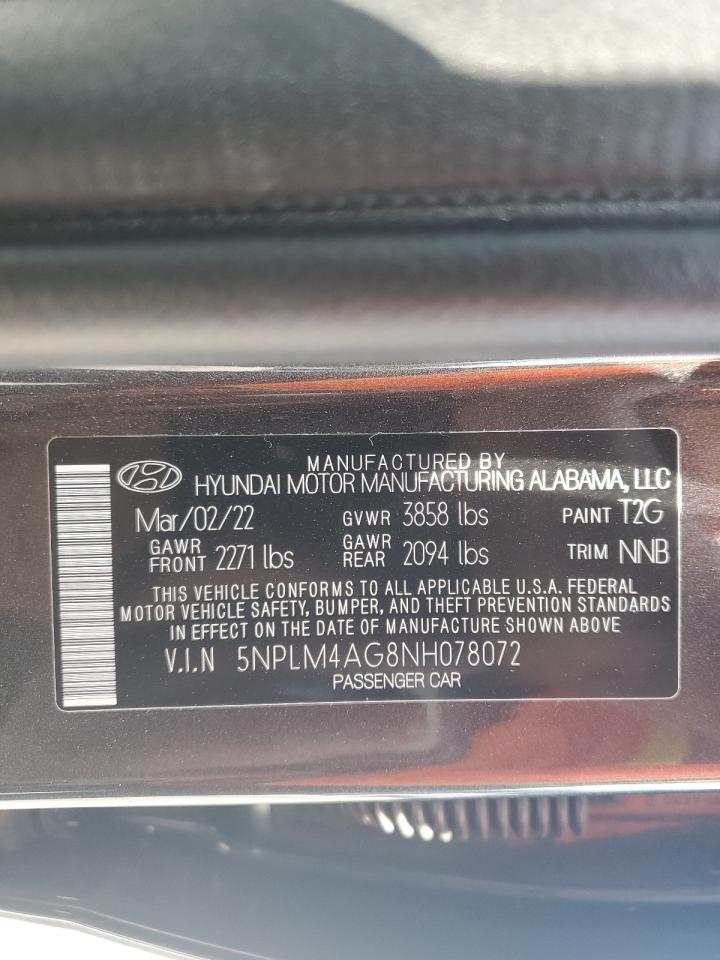 MANUFACTURED BY
HYUNDAI MOTOR MANUFACTURING ALABAMA, LLC
Mar/02/22 GVWR 3858 lbs PAINT T2G
GAWR FRONT 2271 lbs GAWR REAR 2094 lbs TRIM NNB
THIS VEHICLE CONFORMS TO ALL APPLICABLE U.S.A. FEDERAL
MOTOR VEHICLE SAFETY, BUMPER, AND THEFT PREVENTION STANDARDS
IN EFFECT ON THE DATE OF MANUFACTURE SHOWN ABOVE
V.I.N 5NPLM4AG8NH078072
PASSENGER CAR